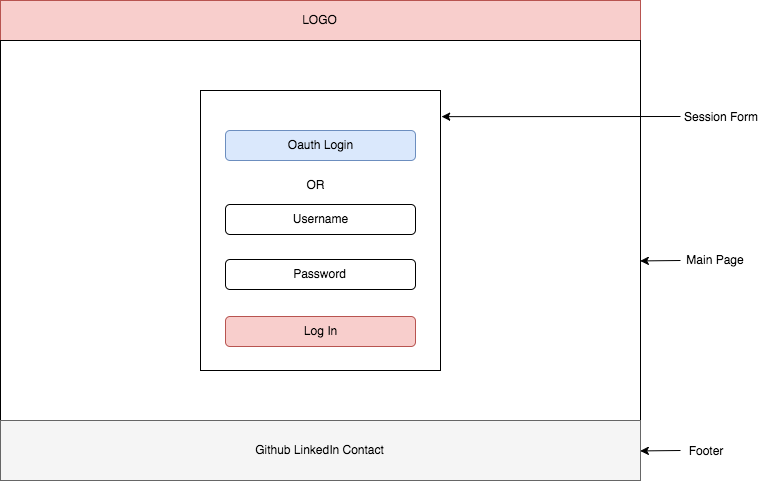 LOGO
Session Form
Oauth Login
OR
Username
Main Page
Password
Log In
Github LinkedIn Contact
Footer